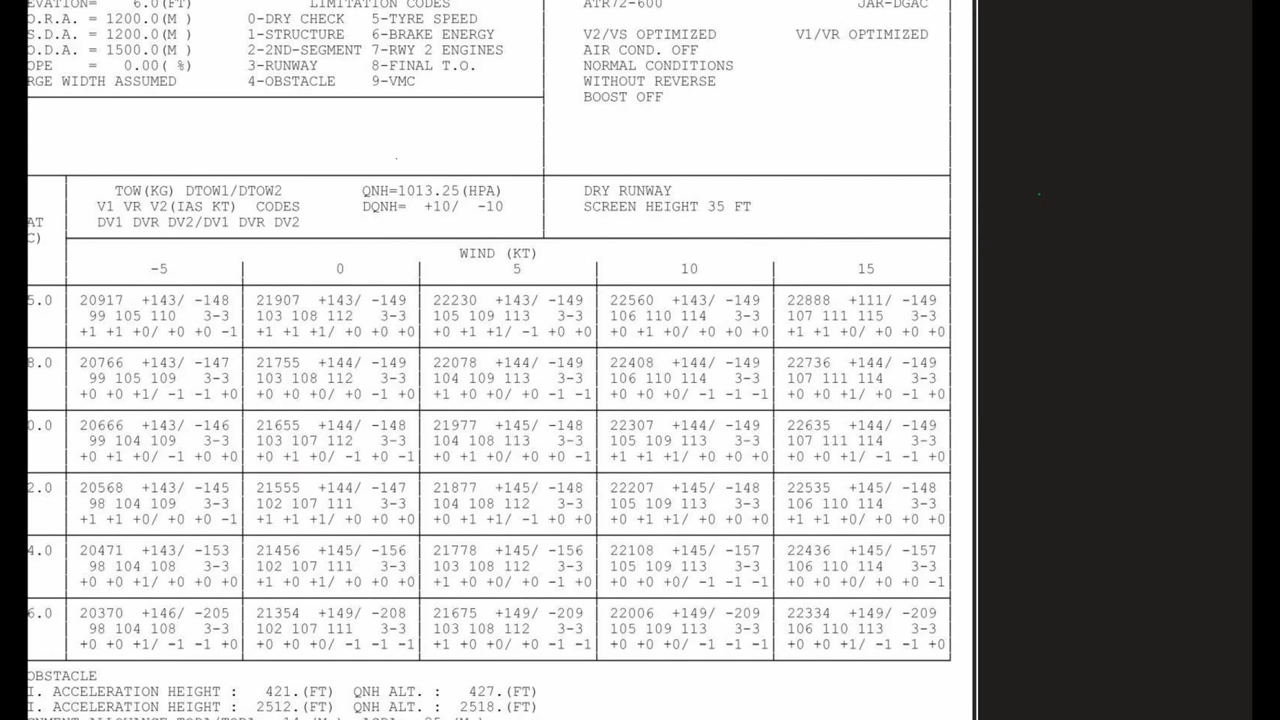 EVATION= 6.0(FT) LIMITATION CODES ATR72-600 JAR-DGAC
O.R.A. = 1200.0(M ) 0-DRY CHECK 5-TYRE SPEED
S.D.A. = 1200.0(M ) 1-STRUCTURE 6-BRAKE ENERGY V2/VS OPTIMIZED V1/VR OPTIMIZED
O.D.A. = 1500.0(M ) 2-2ND-SEGMENT 7-RWY 2 ENGINES AIR COND. OFF
OPE = 0.00( %) 3-RUNWAY 8-FINAL T.O. NORMAL CONDITIONS
RGE WIDTH ASSUMED 4-OBSTACLE 9-VMC WITHOUT REVERSE
BOOST OFF
TOW(KG) DTOW1/DTOW2 QNH=1013.25(HPA) DRY RUNWAY
V1 VR V2(IAS KT) CODES DQNH= +10/ -10 SCREEN HEIGHT 35 FT
AT DV1 DVR DV2/DV1 DVR DV2
C)
WIND (KT)
-5 0 5 10 15
5.0 20917 +143/ -148 21907 +143/ -149 22230 +143/ -149 22560 +143/ -149 22888 +111/ -149
99 105 110 3-3 103 108 112 3-3 105 109 113 3-3 106 110 114 3-3 107 111 115 3-3
+1 +1 +0/ +0 +0 -1 +1 +1 +1/ +0 +0 +0 +0 +1 +1/ -1 +0 +0 +0 +1 +0/ +0 +0 +0 +1 +1 +0/ +0 +0 +0
8.0 20766 +143/ -147 21755 +144/ -149 22078 +144/ -149 22408 +144/ -149 22736 +144/ -149
99 105 109 3-3 103 108 112 3-3 104 109 113 3-3 106 110 114 3-3 107 111 114 3-3
+0 +0 +1/ -1 -1 +0 +0 +0 +0/ +0 -1 +0 +1 +0 +0/ +0 -1 -1 +0 +0 +0/ -1 -1 +0 +0 +0 +1/ +0 -1 +0
0.0 20666 +143/ -146 21655 +144/ -148 21977 +145/ -148 22307 +144/ -149 22635 +144/ -149
99 104 109 3-3 103 107 112 3-3 104 108 113 3-3 105 109 113 3-3 107 111 114 3-3
+0 +1 +0/ -1 +0 +0 +0 +1 +0/ -1 +0 -1 +0 +1 +0/ +0 +0 -1 +1 +1 +1/ +0 +0 +0 +0 +0 +1/ -1 -1 +0
2.0 20568 +143/ -145 21555 +144/ -147 21877 +145/ -148 22207 +145/ -148 22535 +145/ -148
98 104 109 3-3 102 107 111 3-3 104 108 112 3-3 105 109 113 3-3 106 110 114 3-3
+1 +1 +0/ +0 +0 -1 +1 +1 +1/ +0 +0 +0 +0 +1 +1/ -1 +0 +0 +0 +1 +1/ +0 +0 +0 +1 +1 +0/ +0 +0 +0
4.0 20471 +143/ -153 21456 +145/ -156 21778 +145/ -156 22108 +145/ -157 22436 +145/ -157
98 104 108 3-3 102 107 111 3-3 103 108 112 3-3 105 109 113 3-3 106 110 114 3-3
+0 +0 +1/ +0 +0 +0 +1 +0 +1/ +0 +0 +0 +1 +0 +0/ +0 -1 +0 +0 +0 +0/ -1 -1 -1 +0 +0 +0/ +0 +0 -1
6.0 20370 +146/ -205 21354 +149/ -208 21675 +149/ -209 22006 +149/ -209 22334 +149/ -209
98 104 108 3-3 102 107 111 3-3 103 108 112 3-3 105 109 113 3-3 106 110 113 3-3
+0 +0 +1/ -1 -1 +0 +0 +0 +0/ +0 -1 -1 +1 +0 +0/ +0 -1 -1 +0 +0 +0/ -1 -1 -1 +0 +0 +1/ -1 -1 +0
OBSTACLE
I. ACCELERATION HEIGHT : 421.(FT) QNH ALT. : 427.(FT)
I. ACCELERATION HEIGHT : 2512.(FT) QNH ALT. : 2518.(FT)